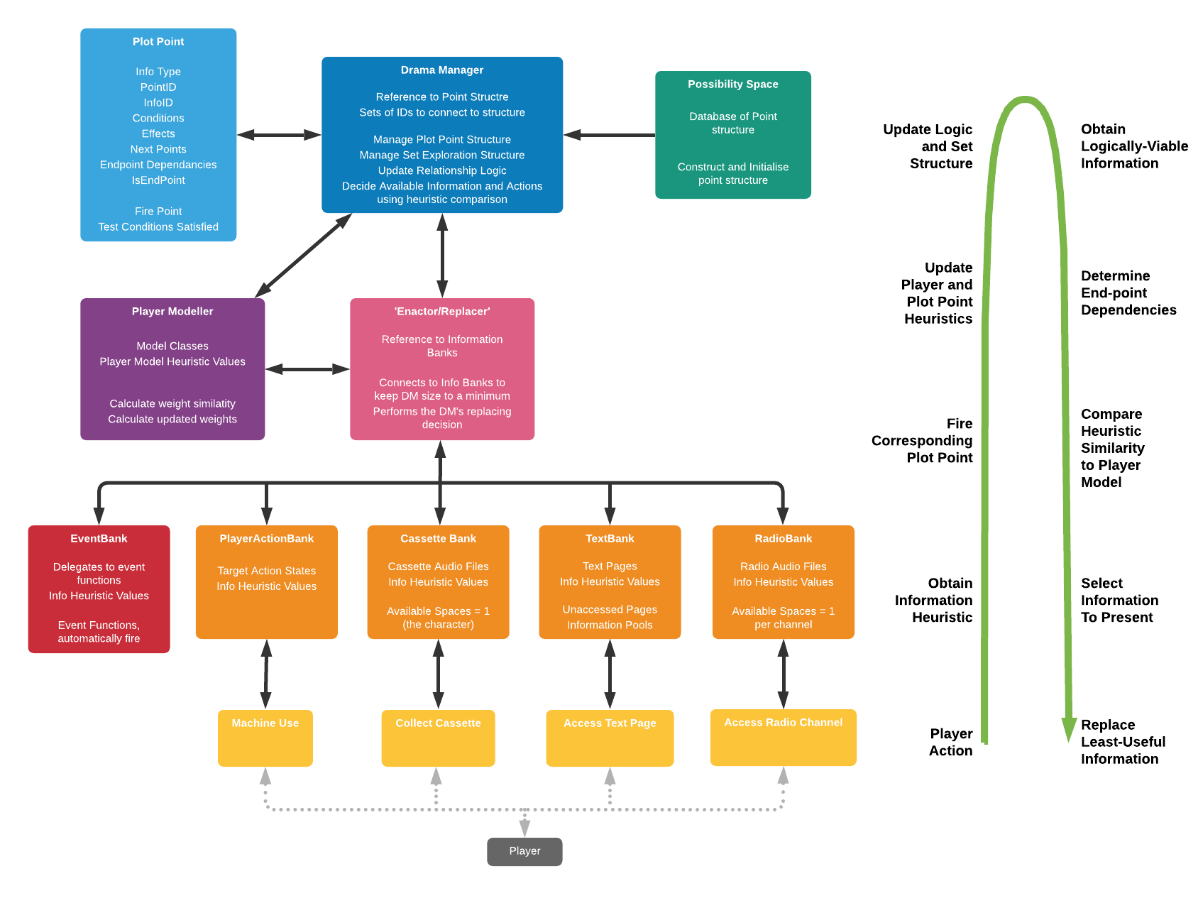 Plot Point
Info Type
PointID
InfoID
Conditions
Effects
Next Points
Endpoint Dependancies
IsEndPoint
Fire Point
Test Conditions Satisfied
Drama Manager
Reference to Point Structre
Sets of IDs to connect to structure
Manage Plot Point Structure
Manage Set Exploration Structure
Update Relationship Logic
Decide Available Information and Actions
using heuristic comparison
Possibility Space
Database of Point
structure
Construct and Initialise
point structure
Player Modeller
Model Classes
Player Model Heuristic Values
Calculate weight similatity
Calculate updated weights
'Enactor/Replacer'
Reference to Information
Banks
Connects to Info Banks to
keep DM size to a minimum
Performs the DM's replacing
decision
EventBank
Delegates to event
functions
Info Heuristic Values
Event Functions,
automatically fire
PlayerActionBank
Target Action States
Info Heuristic Values
Cassette Bank
Cassette Audio Files
Info Heuristic Values
Available Spaces = 1
(the character)
TextBank
Text Pages
Info Heuristic Values
Unaccessed Pages
Information Pools
RadioBank
Radio Audio Files
Info Heuristic Values
Available Spaces = 1
per channel
Machine Use
Collect Cassette
Access Text Page
Access Radio Channel
Player
Update Logic
and Set
Structure
Update
Player and
Plot Point
Heuristics
Fire
Corresponding
Plot Point
Obtain
Information
Heuristic
Player
Action
Obtain
Logically-Viable
Information
Determine
End-point
Dependencies
Compare
Heuristic
Similarity
to Player
Model
Select
Information
To Present
Replace
Least-Useful
Information